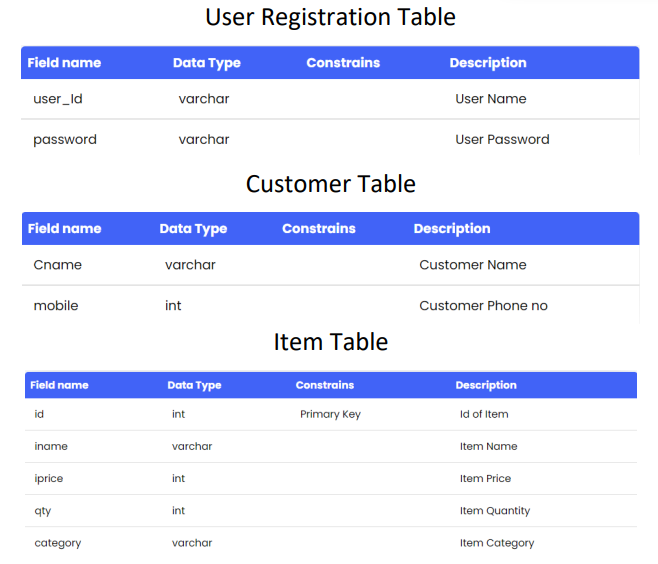 User Registration Table
Field name Data Type Constrains Description
user_Id varchar User Name
password varchar User Password
Customer Table
Field name Data Type Constrains Description
Cname varchar Customer Name
mobile int Customer Phone no
Item Table
Field name Data Type Constrains Description
id int Primary Key Id of Item
iname varchar Item Name
iprice int Item Price
qty int Item Quantity
category varchar Item Category